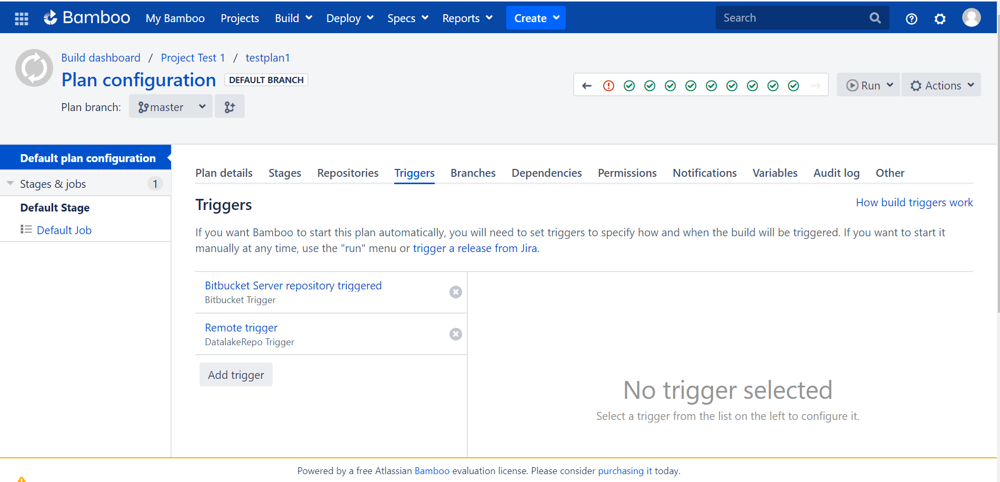 Bamboo My Bamboo Projects Build Deploy Specs Reports Create Search
Build dashboard / Project Test 1 / testplan1
Plan configuration DEFAULT BRANCH
Run Actions
Plan branch: master
Default plan configuration
Stages & jobs 1
Default Stage
Default Job
Plan details Stages Repositories Triggers Branches Dependencies Permissions Notifications Variables Audit log Other
Triggers
How build triggers work
If you want Bamboo to start this plan automatically, you will need to set triggers to specify how and when the build will be triggered. If you want to start it
manually at any time, use the "run" menu or trigger a release from Jira.
Bitbucket Server repository triggered
Bitbucket Trigger
Remote trigger
DatalakeRepo Trigger
Add trigger
No trigger selected
Select a trigger from the list on the left to configure it.
Powered by a free Atlassian Bamboo evaluation license. Please consider purchasing it today.